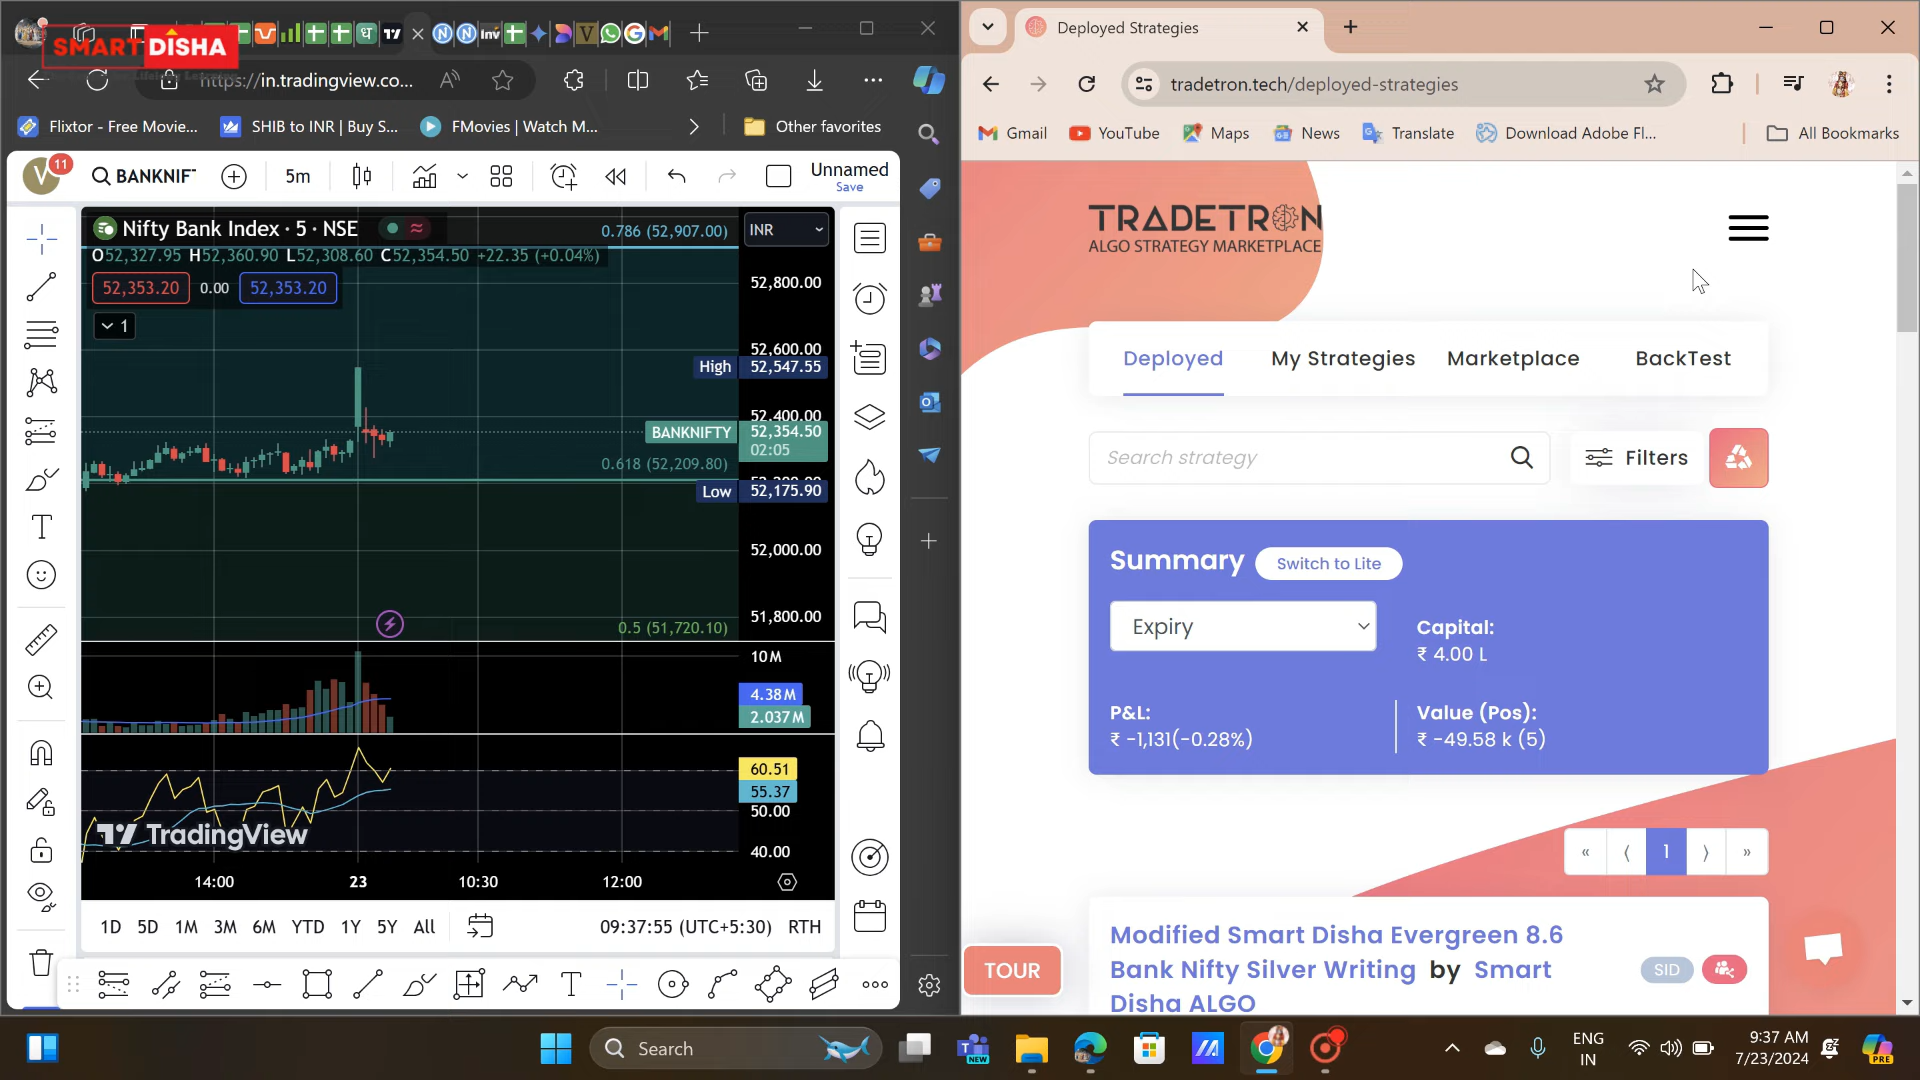 SMART DISHA
https://in.tradingview.co...
Flixtor - Free Movie...
SHIB to INR | Buy S...
FMovies | Watch M...
Other favorites
V
11
BANKNIF
5m
Unnamed
Save
Nifty Bank Index · 5 · NSE
O52,327.95 H52,360.90 L52,308.60 C52,354.50 +22.35 (+0.04%)
52,353.20
0.00
52,353.20
1
INR
0.786 (52,907.00)
52,800.00
52,600.00
High 52,547.55
52,400.00
BANKNIFTY 52,354.50
02:05
0.618 (52,209.80)
Low 52,175.90
52,000.00
51,800.00
0.5 (51,720.10)
10M
4.38M
2.037M
60.51
55.37
50.00
40.00
TradingView
14:00
23
10:30
12:00
1D 5D 1M 3M 6M YTD 1Y 5Y All
09:37:55 (UTC+5:30) RTH
Deployed Strategies
tradetron.tech/deployed-strategies
Gmail
YouTube
Maps
News
Translate
Download Adobe Fl...
All Bookmarks
TRADETRON
ALGO STRATEGY MARKETPLACE
Deployed
My Strategies
Marketplace
BackTest
Search strategy
Filters
Summary
Switch to Lite
Expiry
Capital:
₹ 4.00 L
P&L:
₹ -1,131(-0.28%)
Value (Pos):
₹ -49.58 k (5)
« ⟨ 1 ⟩ »
Modified Smart Disha Evergreen 8.6
Bank Nifty Silver Writing by Smart
Disha ALGO
SID
TOUR
Search
NEW
ENG
IN
9:37 AM
7/23/2024
PRE